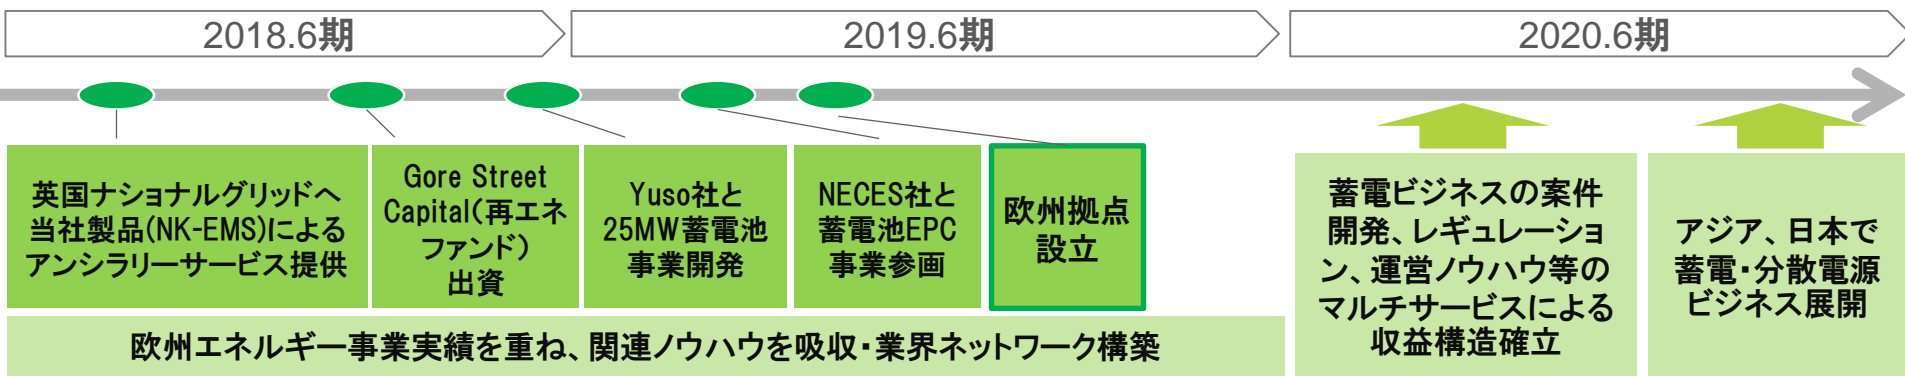 2018.6期
2019.6期
2020.6期
英国ナショナルグリッドへ
当社製品(NK-EMS)による
アンシラリーサービス提供
Gore Street
Capital(再エネ
ファンド)
出資
Yuso社と
25MW蓄電池
事業開発
NECES社と
蓄電池EPC
事業参画
欧州拠点
設立
蓄電ビジネスの案件
開発、レギュレーショ
ン、運営ノウハウ等の
マルチサービスによる
収益構造確立
アジア、日本で
蓄電・分散電源
ビジネス展開
欧州エネルギー事業実績を重ね、関連ノウハウを吸収・業界ネットワーク構築